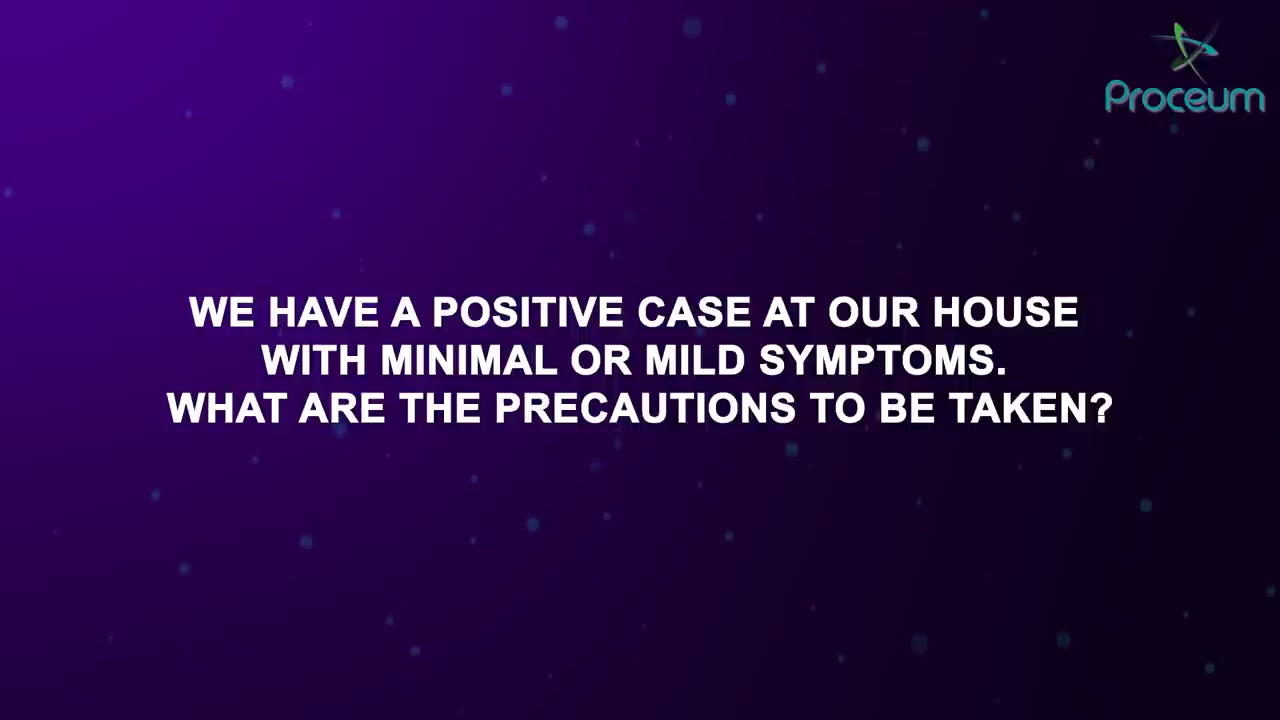 Proceum
WE HAVE A POSITIVE CASE AT OUR HOUSE
WITH MINIMAL OR MILD SYMPTOMS.
WHAT ARE THE PRECAUTIONS TO BE TAKEN?